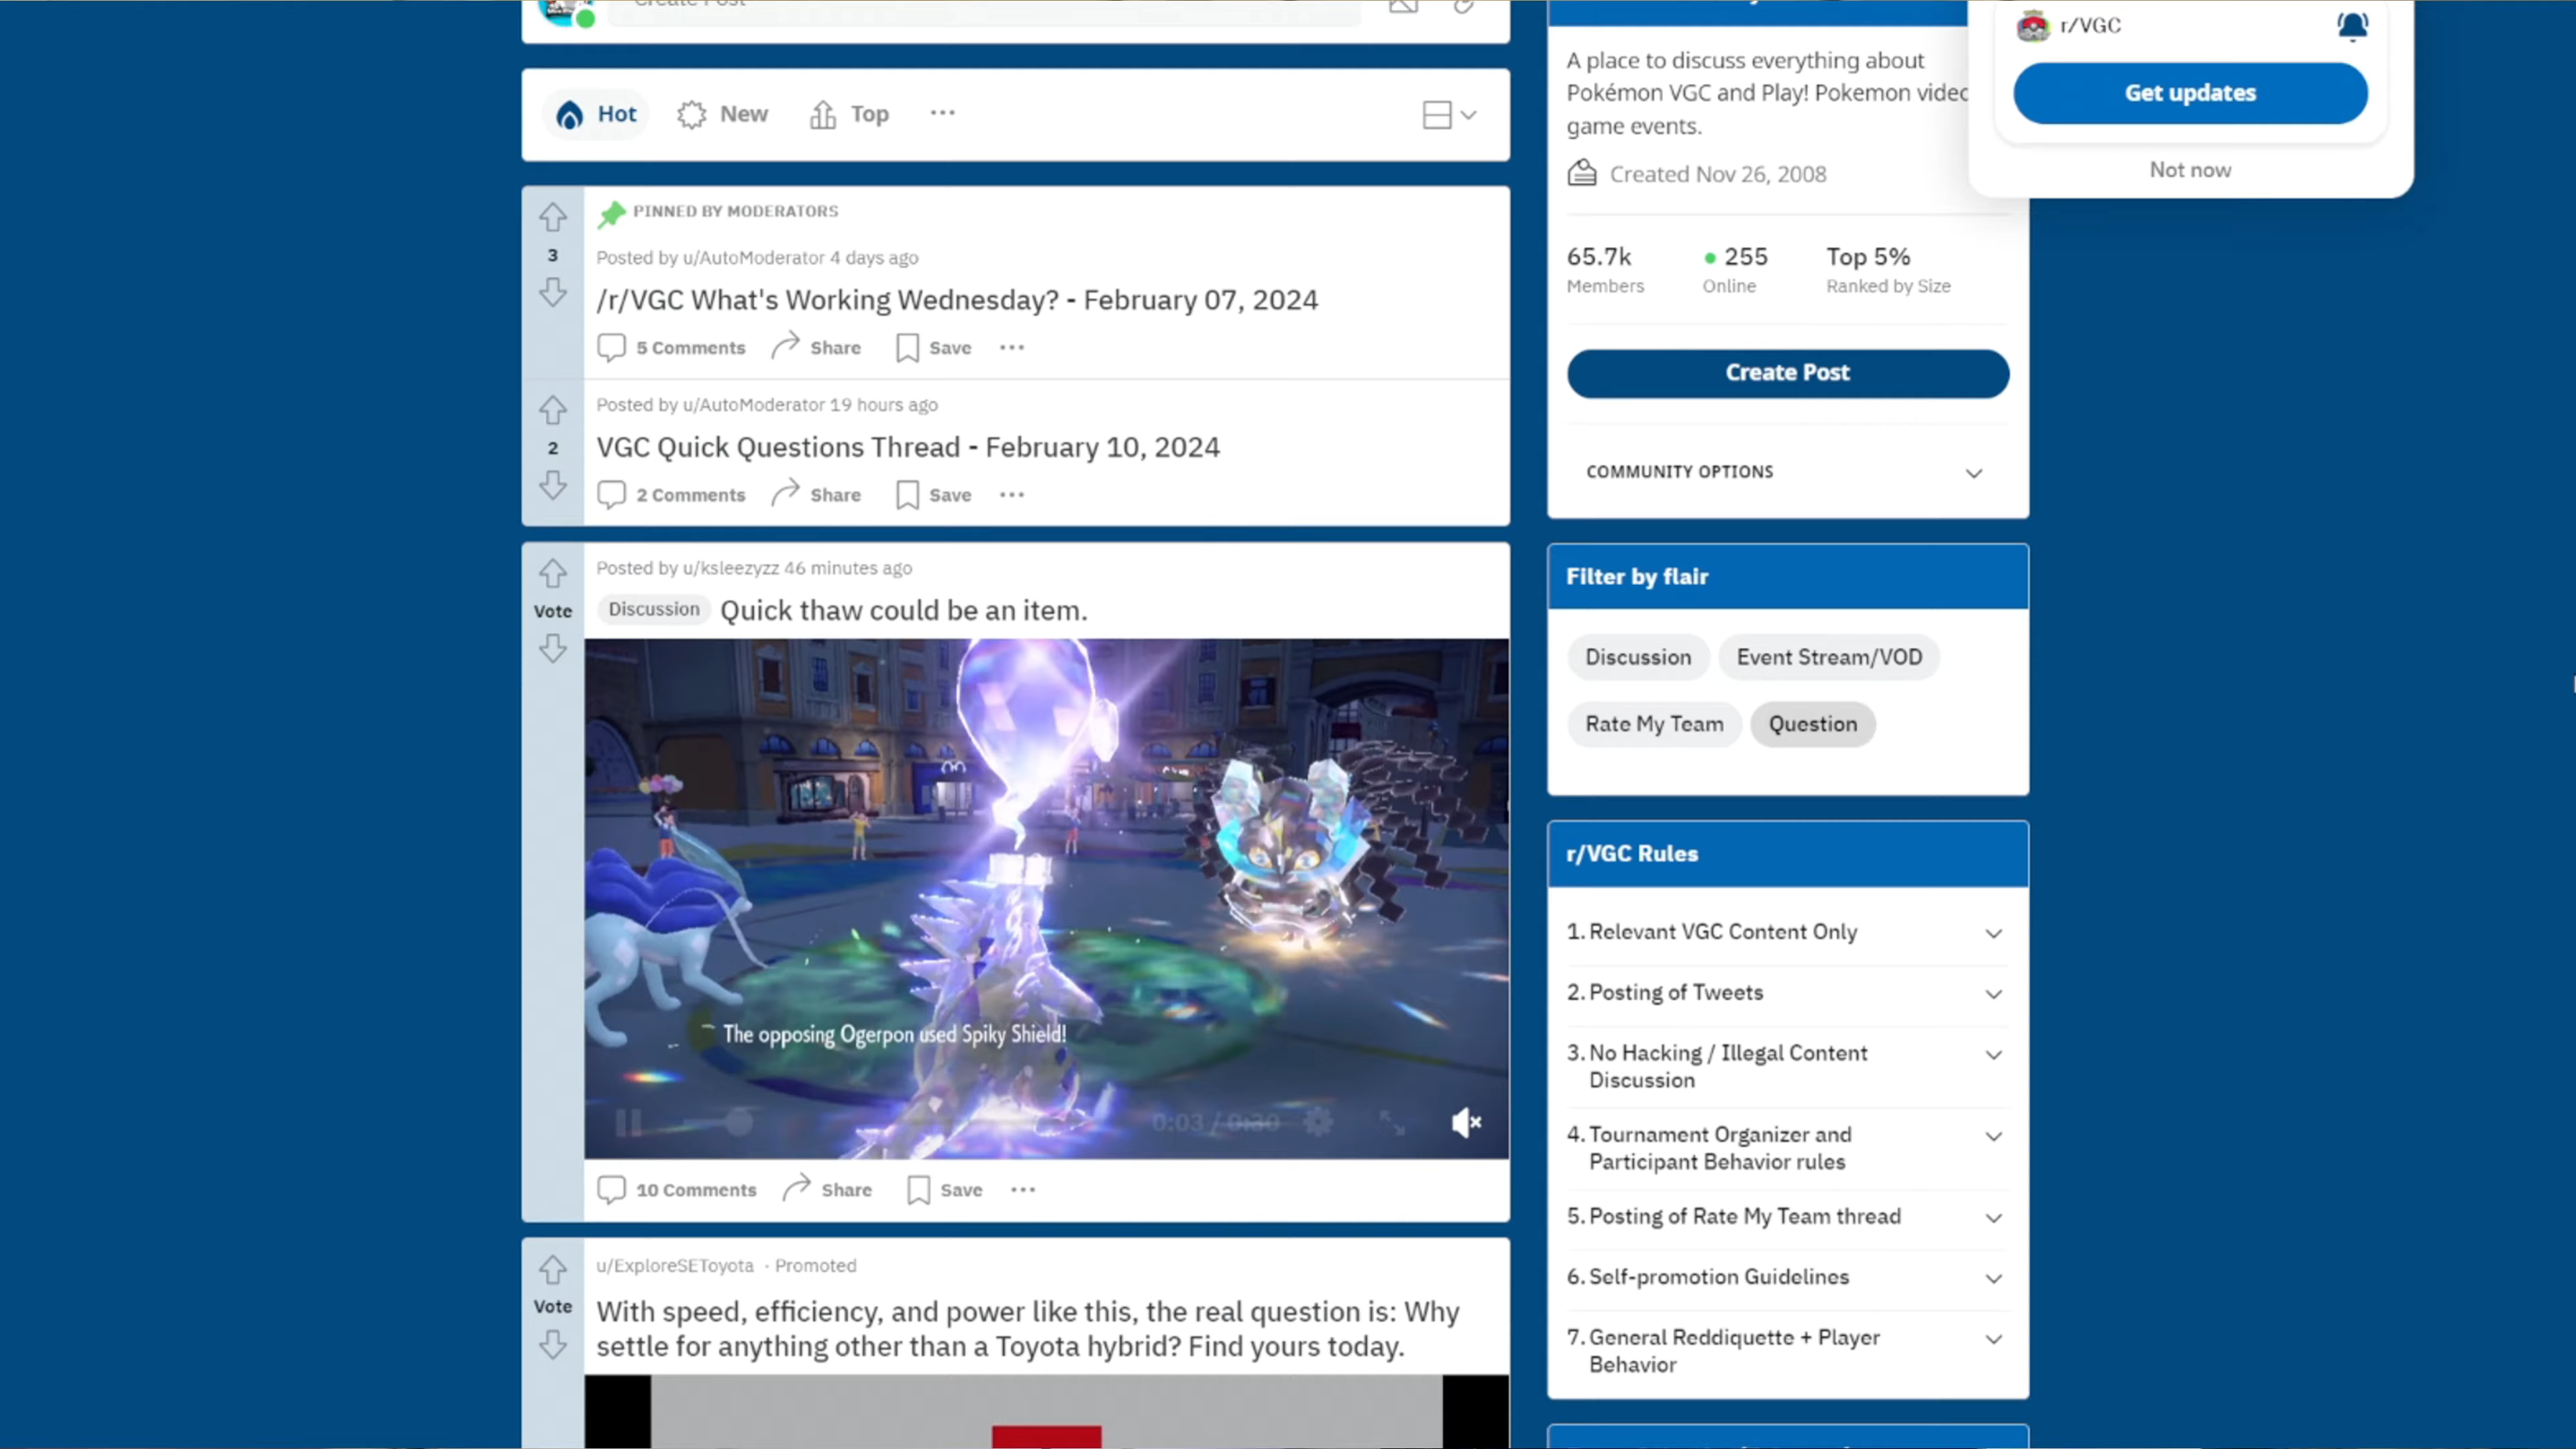 Create Post
Hot
New
Top
PINNED BY MODERATORS
3
Posted by u/AutoModerator 4 days ago
/r/VGC What's Working Wednesday? - February 07, 2024
5 Comments
Share
Save
Posted by u/AutoModerator 19 hours ago
2
VGC Quick Questions Thread - February 10, 2024
2 Comments
Share
Save
Posted by u/ksleezyzz 46 minutes ago
Vote
Discussion
Quick thaw could be an item.
The opposing Ogerpon used Spiky Shield!
0:03 / 0:30
10 Comments
Share
Save
u/ExploreSEToyota · Promoted
Vote
With speed, efficiency, and power like this, the real question is: Why
settle for anything other than a Toyota hybrid? Find yours today.
A place to discuss everything about
Pokémon VGC and Play! Pokemon video
game events.
Created Nov 26, 2008
65.7k
255
Top 5%
Members
Online
Ranked by Size
Create Post
COMMUNITY OPTIONS
Filter by flair
Discussion
Event Stream/VOD
Rate My Team
Question
r/VGC Rules
1. Relevant VGC Content Only
2. Posting of Tweets
3. No Hacking / Illegal Content
Discussion
4. Tournament Organizer and
Participant Behavior rules
5. Posting of Rate My Team thread
6. Self-promotion Guidelines
7. General Reddiquette + Player
Behavior
r/VGC
Get updates
Not now